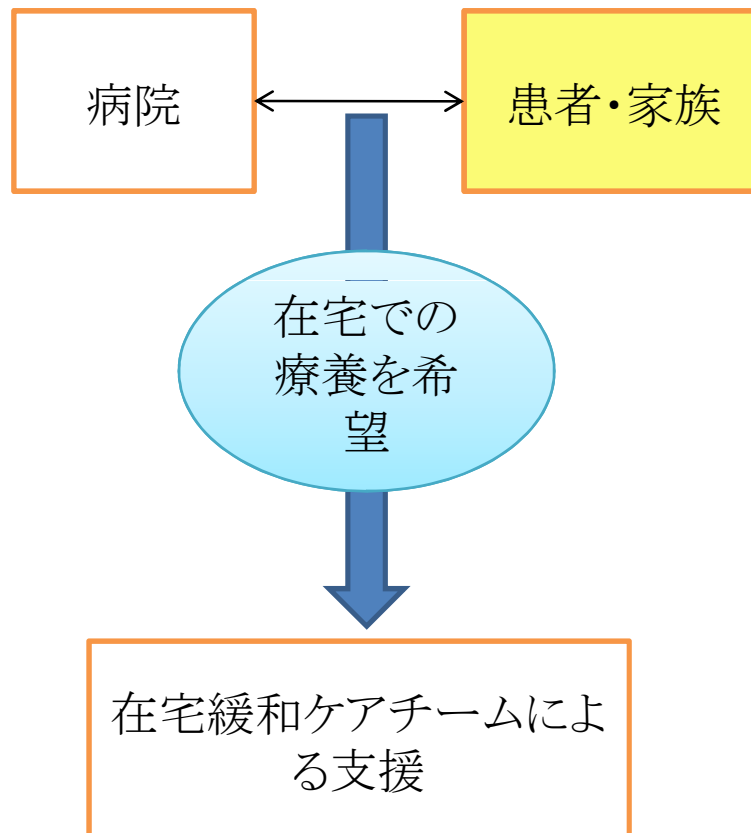 病院
患者・家族
在宅での
療養を希
望
在宅緩和ケアチームによ
る支援